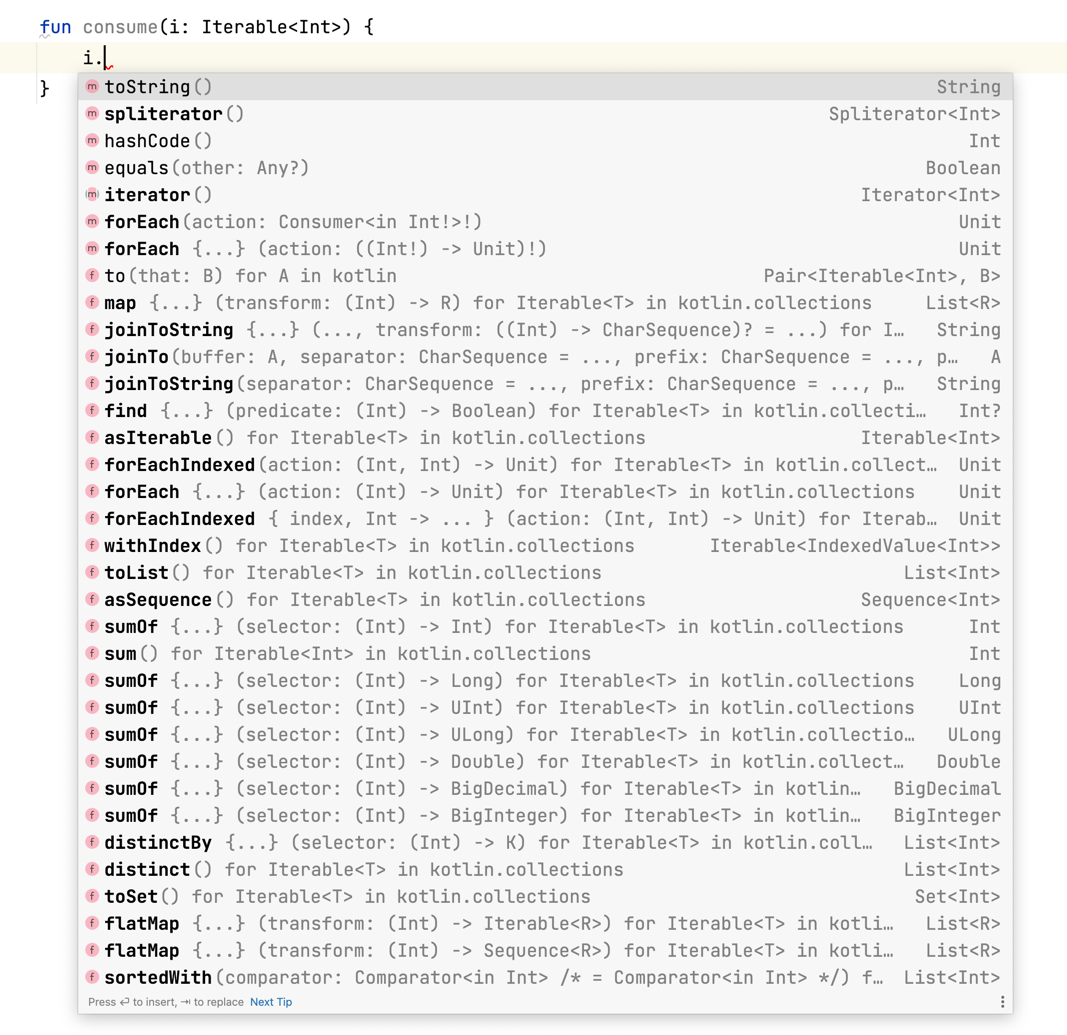 fun consume(i: Iterable<Int>) {
i.
}
m toString() String
m spliterator() Spliterator<Int>
m hashCode() Int
m equals(other: Any?) Boolean
m iterator() Iterator<Int>
m forEach(action: Consumer<in Int!>!) Unit
m forEach {...} (action: ((Int!) -> Unit)!) Unit
f to(that: B) for A in kotlin Pair<Iterable<Int>, B>
f map {...} (transform: (Int) -> R) for Iterable<T> in kotlin.collections List<R>
f joinToString {...} (..., transform: ((Int) -> CharSequence)? = ...) for I… String
f joinTo(buffer: A, separator: CharSequence = ..., prefix: CharSequence = ..., p… A
f joinToString(separator: CharSequence = ..., prefix: CharSequence = ..., p… String
f find {...} (predicate: (Int) -> Boolean) for Iterable<T> in kotlin.collecti… Int?
f asIterable() for Iterable<T> in kotlin.collections Iterable<Int>
f forEachIndexed(action: (Int, Int) -> Unit) for Iterable<T> in kotlin.collect… Unit
f forEach {...} (action: (Int) -> Unit) for Iterable<T> in kotlin.collections Unit
f forEachIndexed { index, Int -> ... } (action: (Int, Int) -> Unit) for Iterab… Unit
f withIndex() for Iterable<T> in kotlin.collections Iterable<IndexedValue<Int>>
f toList() for Iterable<T> in kotlin.collections List<Int>
f asSequence() for Iterable<T> in kotlin.collections Sequence<Int>
f sumOf {...} (selector: (Int) -> Int) for Iterable<T> in kotlin.collections Int
f sum() for Iterable<Int> in kotlin.collections Int
f sumOf {...} (selector: (Int) -> Long) for Iterable<T> in kotlin.collections Long
f sumOf {...} (selector: (Int) -> UInt) for Iterable<T> in kotlin.collections UInt
f sumOf {...} (selector: (Int) -> ULong) for Iterable<T> in kotlin.collectio… ULong
f sumOf {...} (selector: (Int) -> Double) for Iterable<T> in kotlin.collect… Double
f sumOf {...} (selector: (Int) -> BigDecimal) for Iterable<T> in kotlin… BigDecimal
f sumOf {...} (selector: (Int) -> BigInteger) for Iterable<T> in kotlin… BigInteger
f distinctBy {...} (selector: (Int) -> K) for Iterable<T> in kotlin.coll… List<Int>
f distinct() for Iterable<T> in kotlin.collections List<Int>
f toSet() for Iterable<T> in kotlin.collections Set<Int>
f flatMap {...} (transform: (Int) -> Iterable<R>) for Iterable<T> in kotli… List<R>
f flatMap {...} (transform: (Int) -> Sequence<R>) for Iterable<T> in kotli… List<R>
f sortedWith(comparator: Comparator<in Int> /* = Comparator<in Int> */) f… List<Int>
Press ⏎ to insert, ⇥ to replace Next Tip